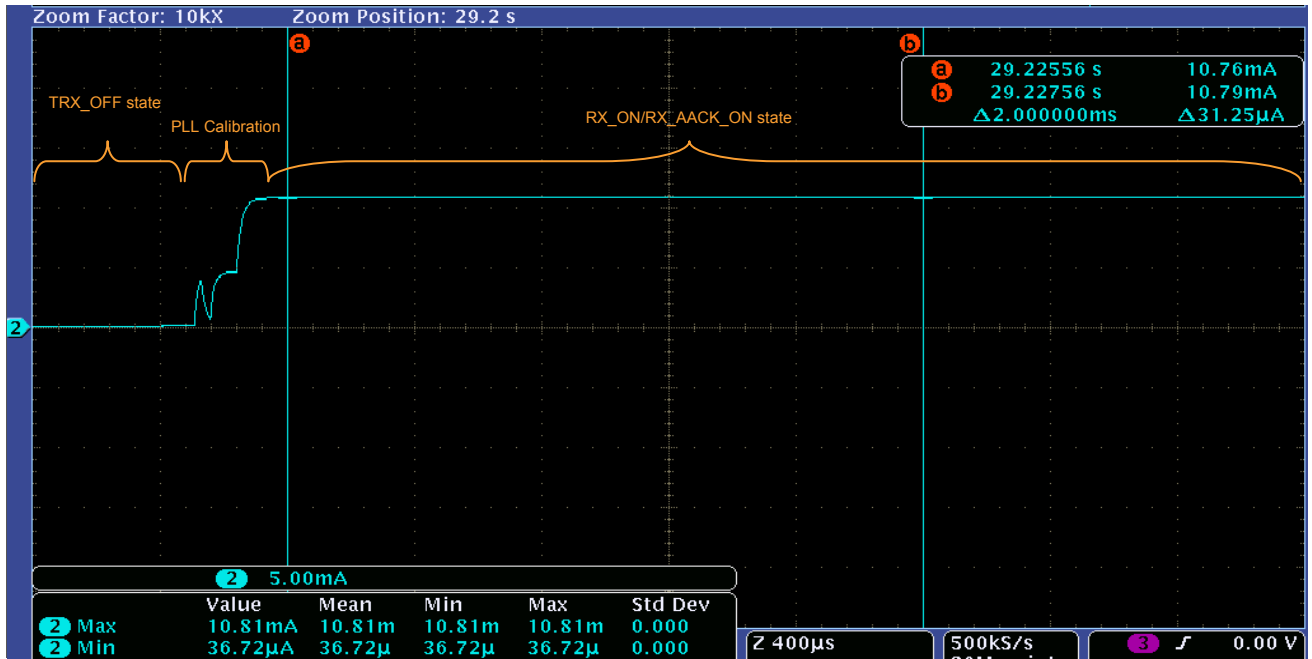 Zoom Factor: 10kX Zoom Position: 29.2 s
a b
a 29.22556 s 10.76mA
b 29.22756 s 10.79mA
Δ2.000000ms Δ31.25µA
TRX_OFF state
PLL Calibration
RX_ON/RX_AACK_ON state
2
2 5.00mA
Value Mean Min Max Std Dev
2 Max 10.81mA 10.81m 10.81m 10.81m 0.000
2 Min 36.72µA 36.72µ 36.72µ 36.72µ 0.000
Z 400µs
500kS/s
3 0.00 V